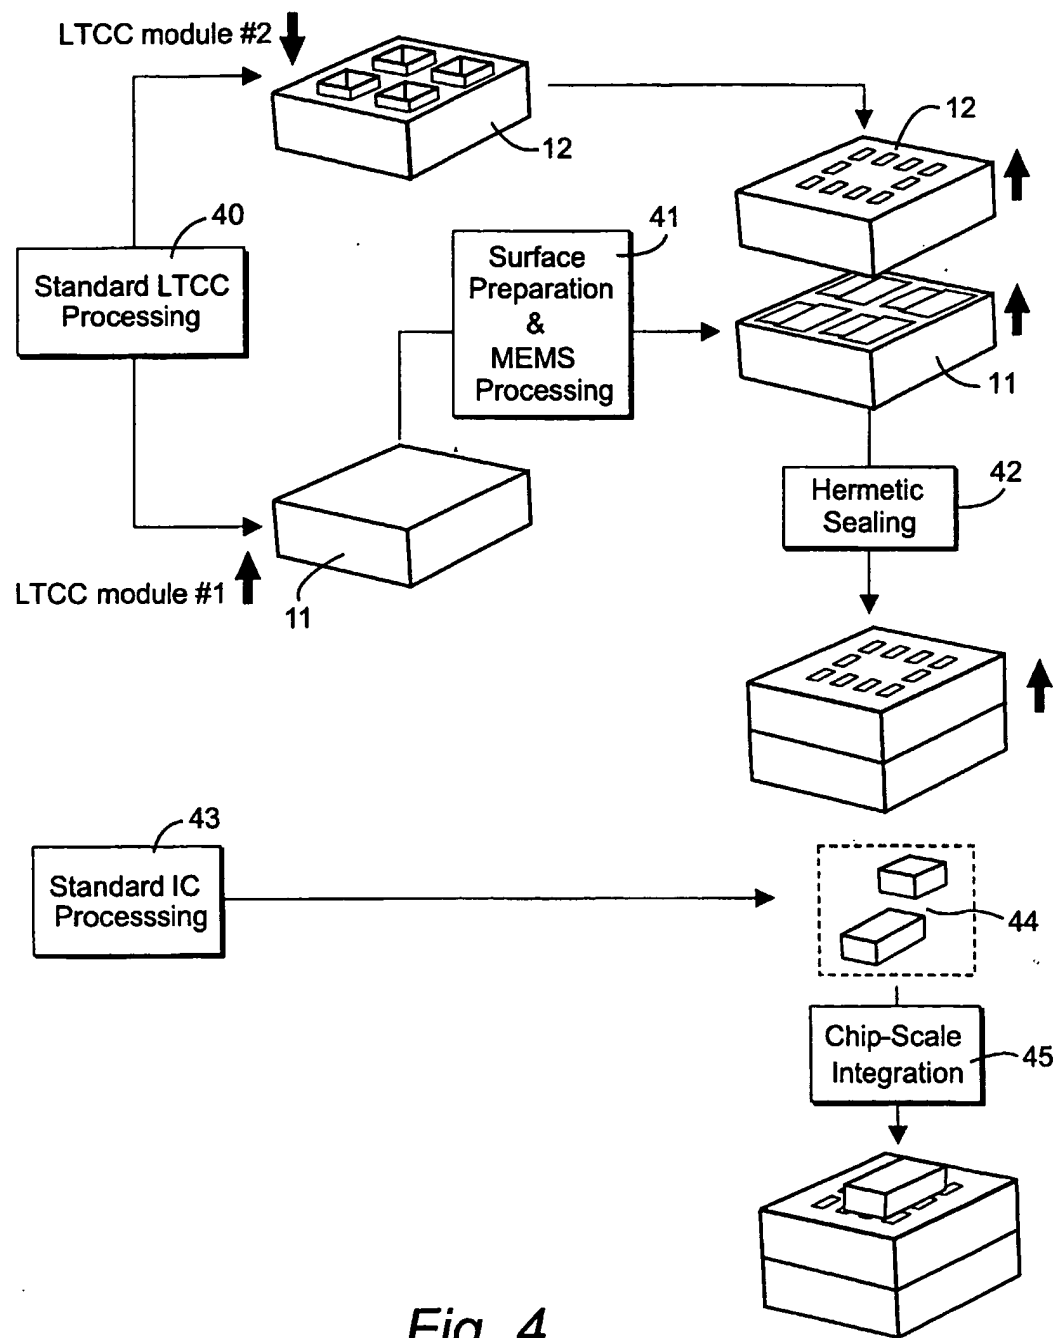 LTCC module #2
12
12
40
Standard LTCC
Processing
41
Surface
Preparation
&
MEMS
Processing
11
LTCC module #1
11
42
Hermetic
Sealing
43
Standard IC
Processsing
44
Chip-Scale
Integration
45
Fig. 4